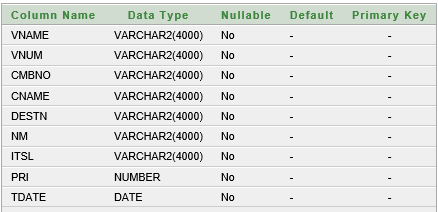 Column Name Data Type Nullable Default Primary Key
VNAME VARCHAR2(4000) No - -
VNUM VARCHAR2(4000) No - -
CMBNO VARCHAR2(4000) No - -
CNAME VARCHAR2(4000) No - -
DESTN VARCHAR2(4000) No - -
NM VARCHAR2(4000) No - -
ITSL VARCHAR2(4000) No - -
PRI NUMBER No - -
TDATE DATE No - -